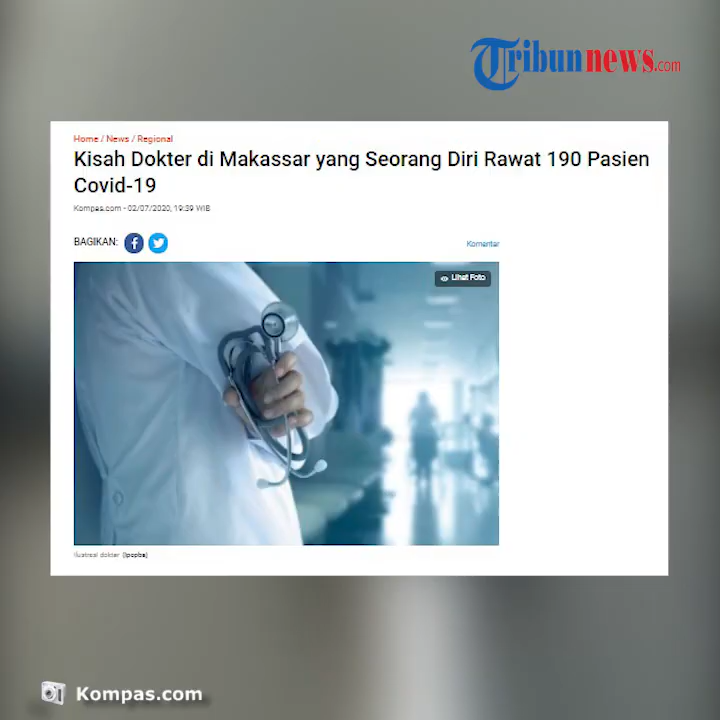 Tribunnews.com
Home / News / Regional
Kisah Dokter di Makassar yang Seorang Diri Rawat 190 Pasien
Covid-19
Kompas.com - 02/07/2020, 19:39 WIB
BAGIKAN:
Komentar
Lihat Foto
Ilustrasi dokter (ipopba)
Kompas.com